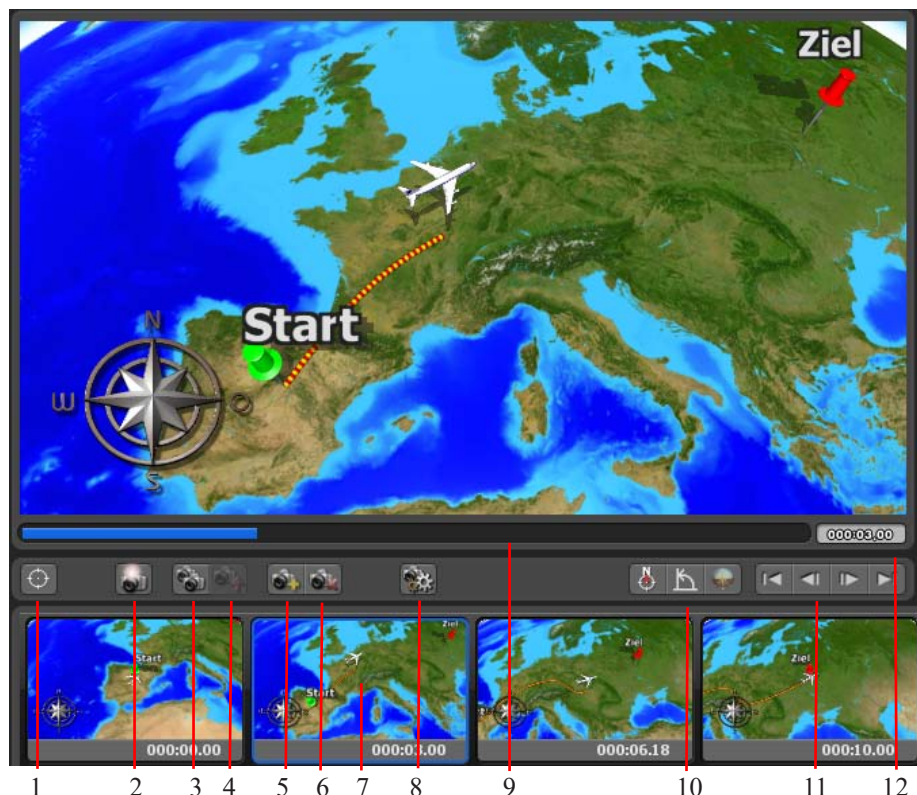 Ziel
Start
N
W
O
S
000:03.00
N
Start
Ziel
Start
Ziel
Ziel
000:00.00
000:03.00
000:06.18
000:10.00
1 2 3 4 5 6 7 8 9 10 11 12